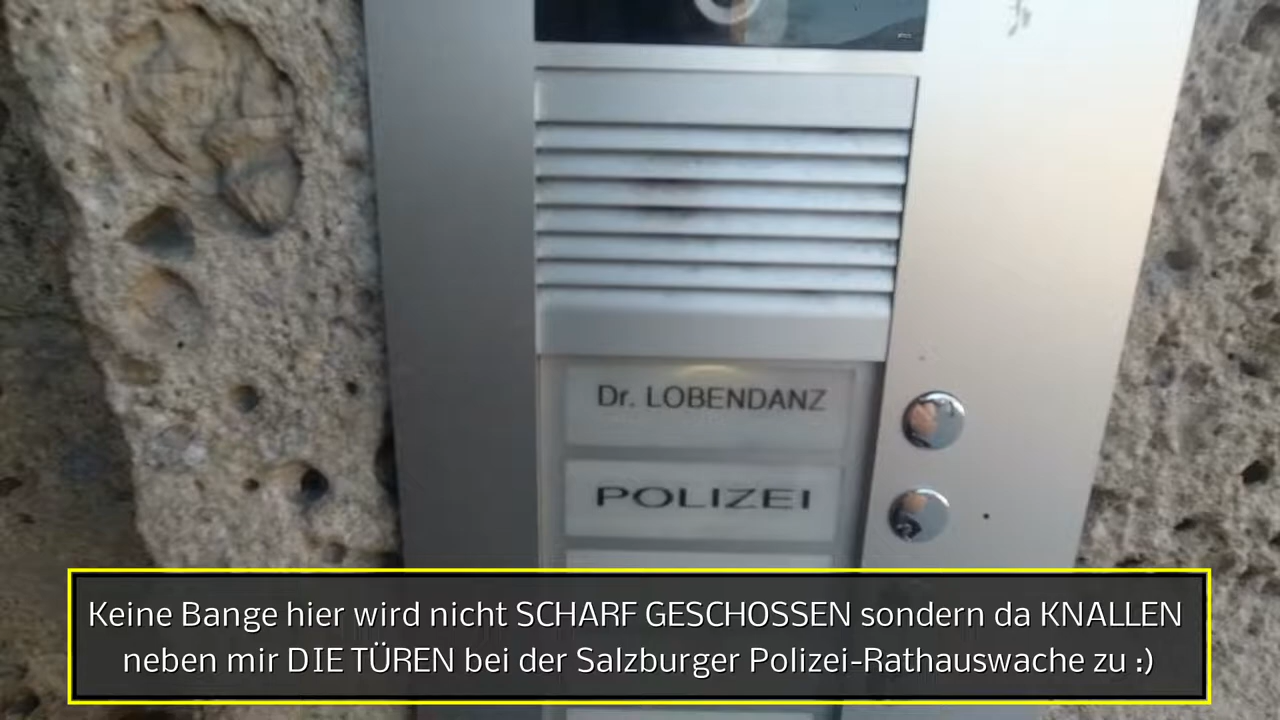 Dr. LOBENDANZ
POLIZEI
Keine Bange hier wird nicht SCHARF GESCHOSSEN sondern da KNALLEN
neben mir DIE TÜREN bei der Salzburger Polizei-Rathauswache zu :)